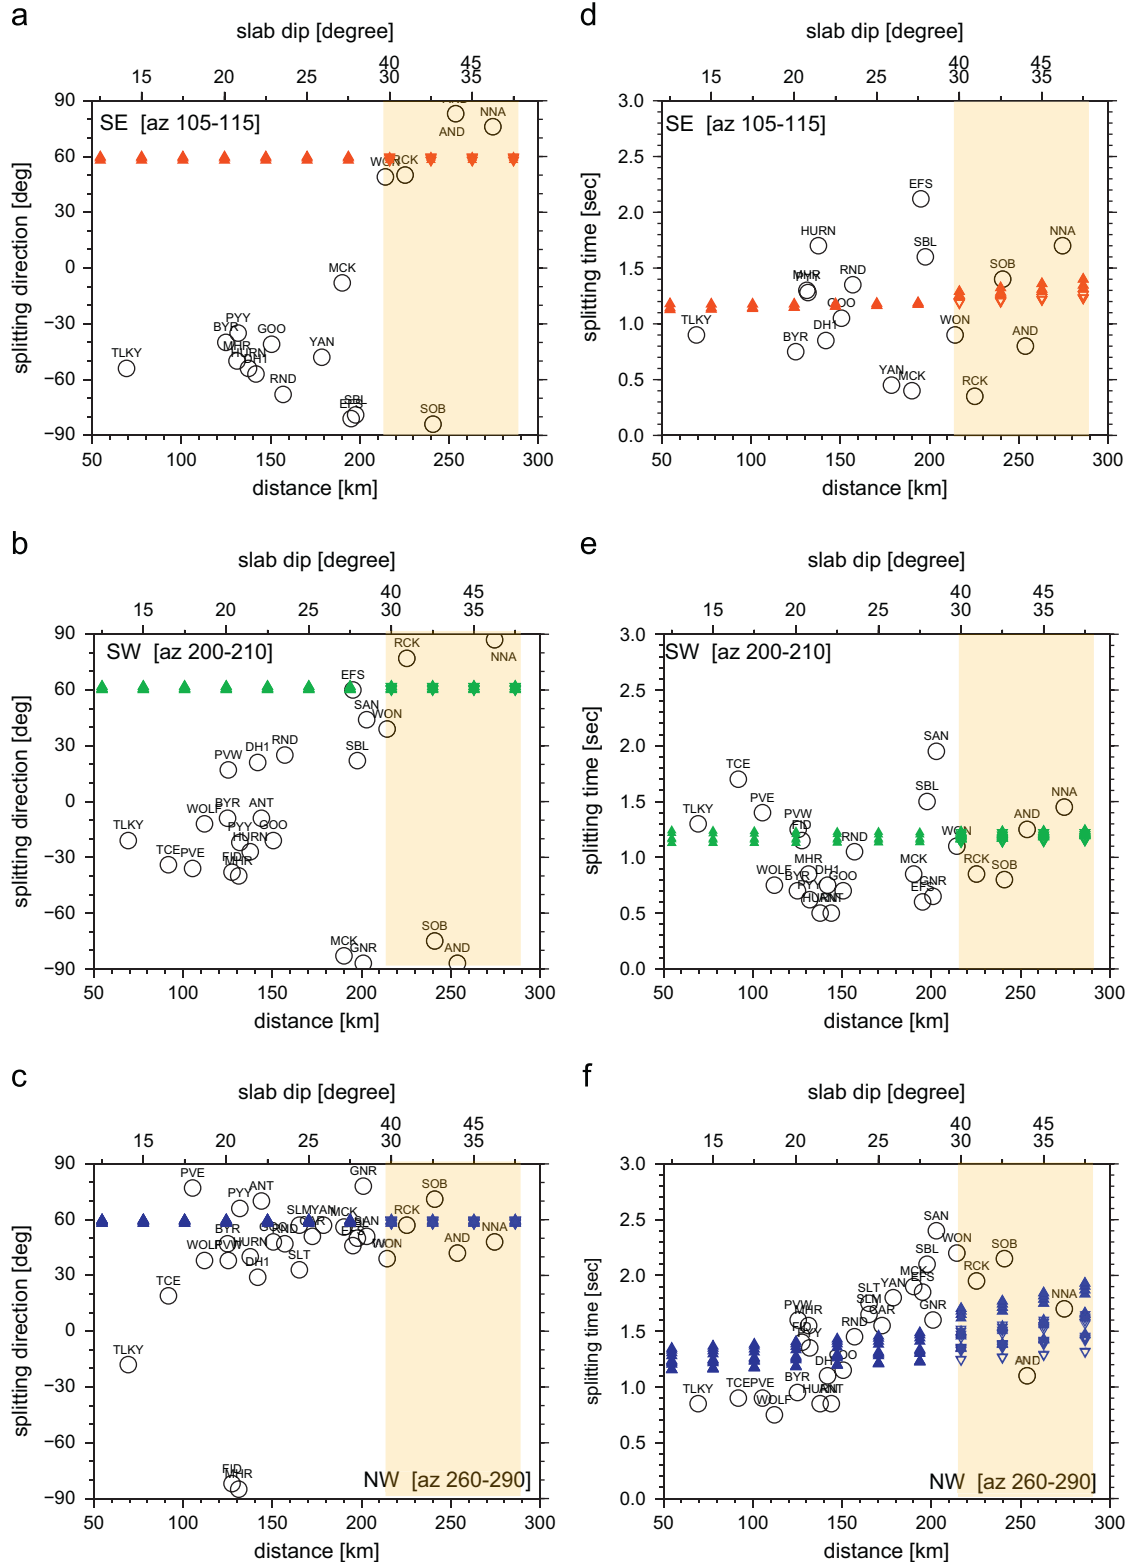 a
slab dip [degree]
40 45
15 20 25 30 35
SE [az 105-115]
AND
NNA
WON
RCK
MCK
PYY
BYR
GOO
MHR
HURN
DH1
YAN
TLKY
RND
SBL
EFS
SOB
90
60
30
0
−30
−60
−90
splitting direction [deg]
50 100 150 200 250 300
distance [km]
d
slab dip [degree]
40 45
15 20 25 30 35
SE [az 105-115]
EFS
HURN
SBL
NNA
MHR
PYY
RND
SOB
GOO
TLKY
DH1
BYR
WON
AND
YAN
MCK
RCK
3.0
2.5
2.0
1.5
1.0
0.5
0.0
splitting time [sec]
50 100 150 200 250 300
distance [km]
b
slab dip [degree]
40 45
15 20 25 30 35
SW [az 200-210]
RCK
NNA
EFS
SAN
WON
DH1
RND
PVW
SBL
WOLF
BYR
ANT
TLKY
PYY
HURN
GOO
TCE
PVE
FID
MHR
MCK
GNR
SOB
AND
90
60
30
0
−30
−60
−90
splitting direction [deg]
50 100 150 200 250 300
distance [km]
e
slab dip [degree]
40 45
15 20 25 30 35
SW [az 200-210]
SAN
TCE
PVE
SBL
NNA
TLKY
PVW
FID
AND
WON
RND
WOLF
MHR
BYR
DH1
GOO
PYY
HURN
ANT
MCK
EFS
GNR
RCK
SOB
3.0
2.5
2.0
1.5
1.0
0.5
0.0
splitting time [sec]
50 100 150 200 250 300
distance [km]
c
slab dip [degree]
40 45
15 20 25 30 35
PVE
PYY
ANT
GNR
SOB
SLM
YAN
MCK
RCK
BYR
GOO
RND
SAN
EFS
WOLF
PVW
HURN
DH1
SLT
WON
AND
NNA
TCE
TLKY
FID
MHR
NW [az 260-290]
90
60
30
0
−30
−60
−90
splitting direction [deg]
50 100 150 200 250 300
distance [km]
f
slab dip [degree]
40 45
15 20 25 30 35
SAN
WON
SBL
SOB
RCK
MCK
EFS
YAN
SLT
SLM
CAR
GNR
NNA
PVW
MHR
FID
PYY
RND
GOO
DH1
AND
BYR
TLKY
TCE
PVE
WOLF
HURN
ANT
NW [az 260-290]
3.0
2.5
2.0
1.5
1.0
0.5
0.0
splitting time [sec]
50 100 150 200 250 300
distance [km]